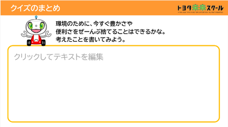 クイズのまとめ
トヨタ スクール
環境のために、今すぐ豊かさや
便利さをぜーんぶ捨てることはできるかな。
考えたことを書いてみよう。
クリックしてテキストを編集